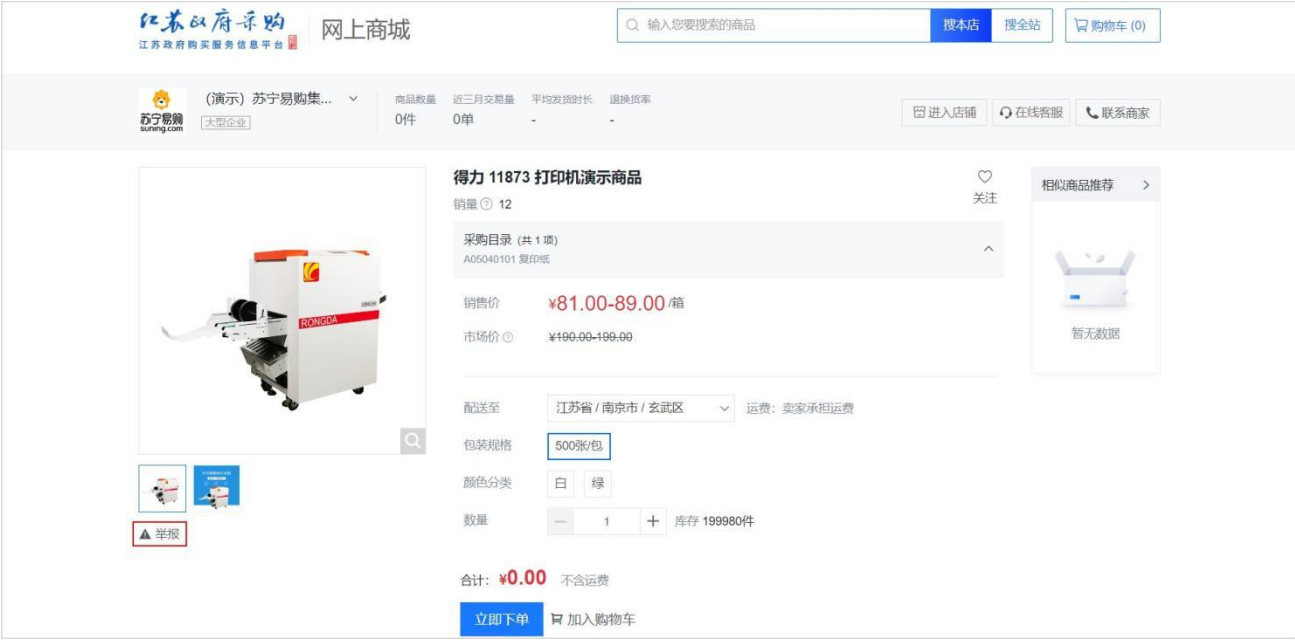 江苏政府采购
江苏政府购买服务信息平台
网上商城
输入您要搜索的商品
搜本店
搜全站
购物车 (0)
苏宁易购
suning.com
(演示) 苏宁易购集...
大型企业
商品数量 近三月交易量 平均发货时长 退换货率
0件 0单 - -
进入店铺
在线客服
联系商家
得力 11873 打印机演示商品
关注
销量 12
采购目录 (共 1 项)
A05040101 复印纸
销售价 ¥81.00-89.00 /箱
市场价 ¥190.00-199.00
RONGDA
相似商品推荐
暂无数据
配送至 江苏省 / 南京市 / 玄武区 运费：卖家承担运费
包装规格 500张/包
颜色分类 白 绿
数量 — 1 + 库存 199980件
举报
合计： ¥0.00 不含运费
立即下单 加入购物车